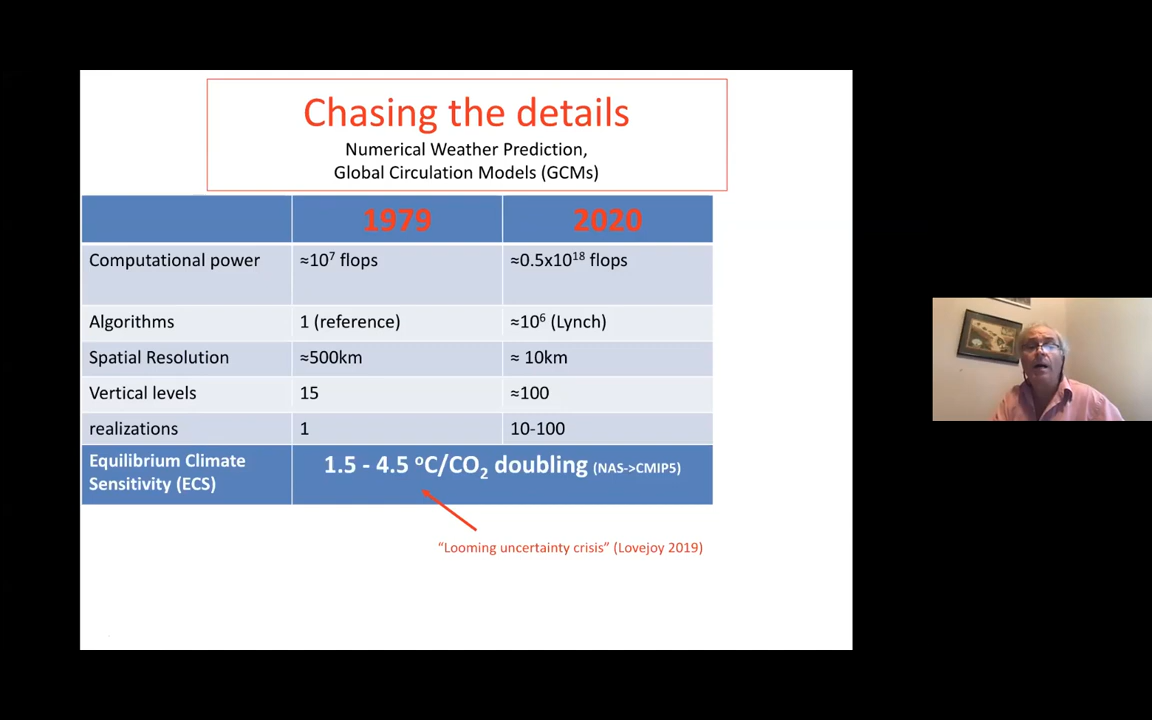 Chasing the details
Numerical Weather Prediction,
Global Circulation Models (GCMs)
1979 2020
Computational power ≈10⁷ flops ≈0.5x10¹⁸ flops
Algorithms 1 (reference) ≈10⁶ (Lynch)
Spatial Resolution ≈500km ≈ 10km
Vertical levels 15 ≈100
realizations 1 10-100
Equilibrium Climate
Sensitivity (ECS)
1.5 - 4.5 ºC/CO₂ doubling (NAS->CMIP5)
“Looming uncertainty crisis” (Lovejoy 2019)